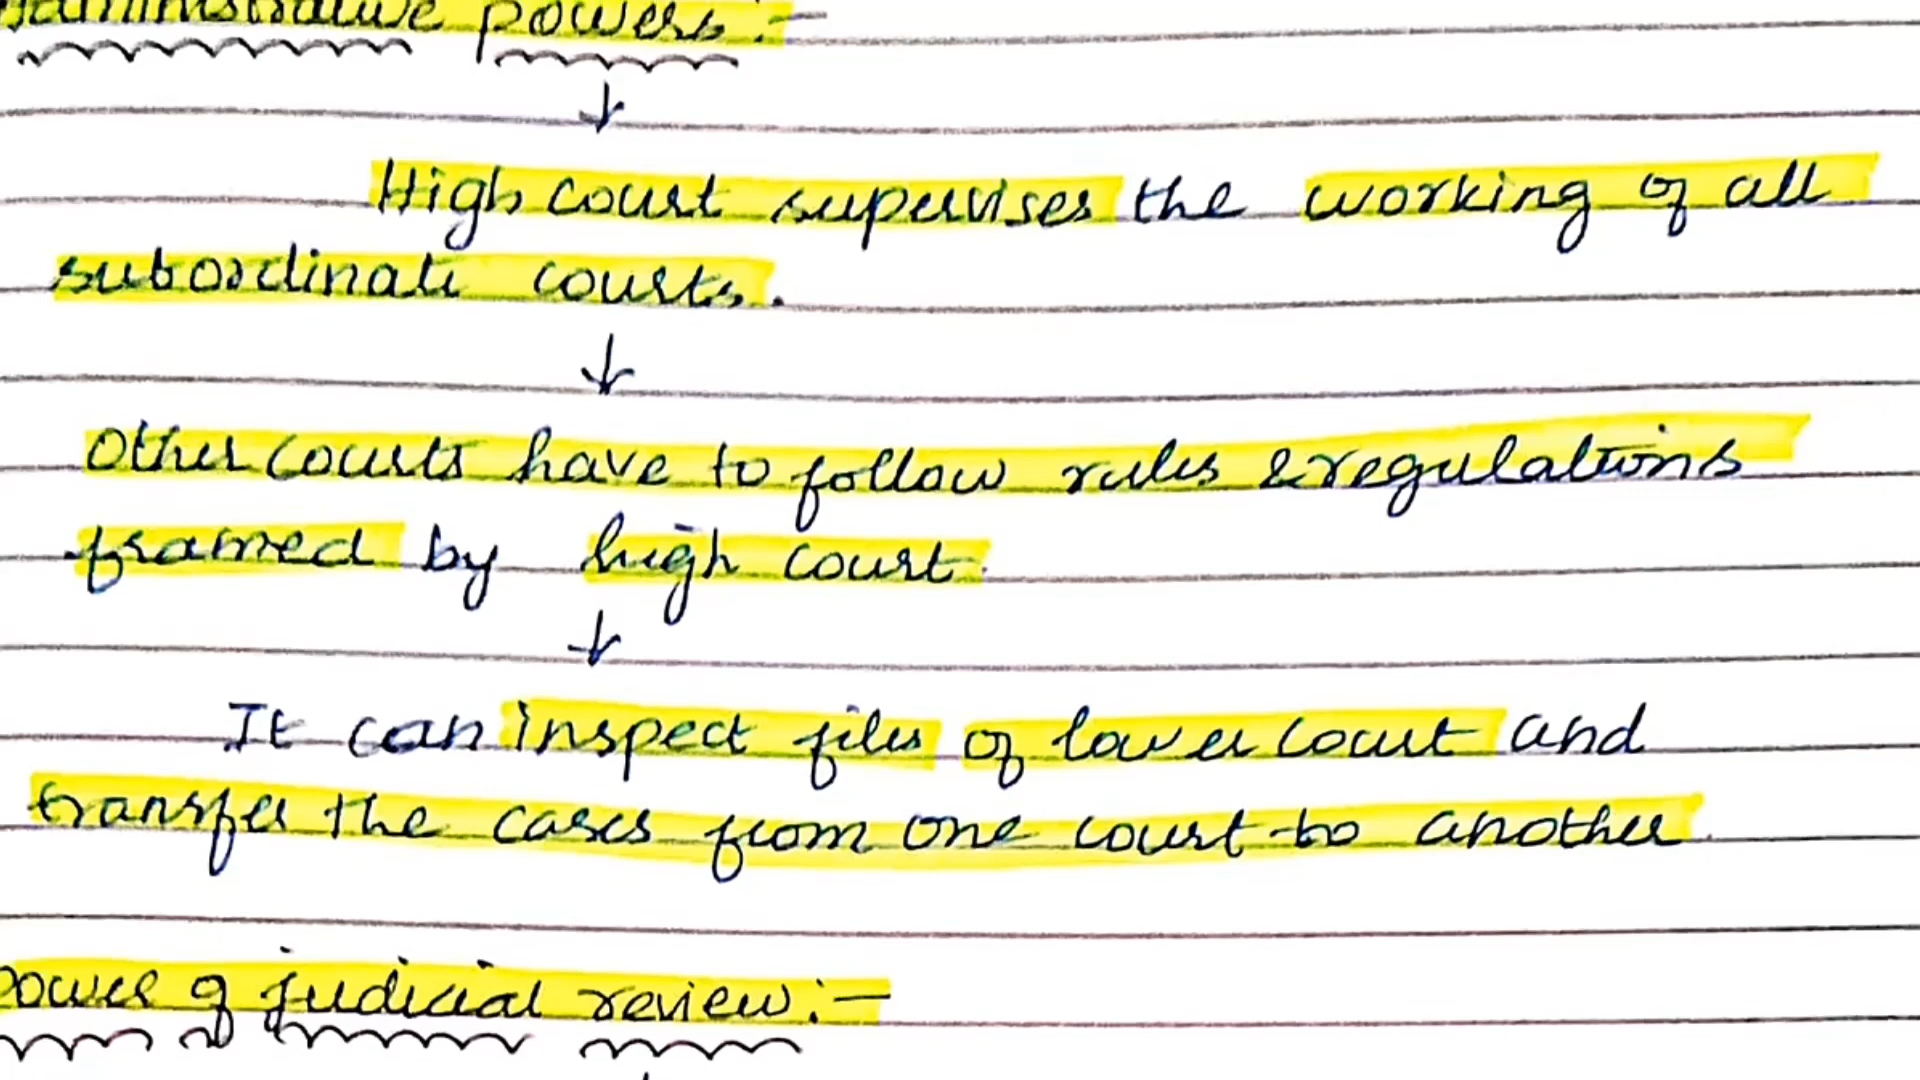 administrative powers:-
High court supervises the working of all
subordinate courts.
Other courts have to follow rules & regulations
framed by high court.
It can inspect files of lower court and
transfer the cases from one court to another.
power of judicial review:-